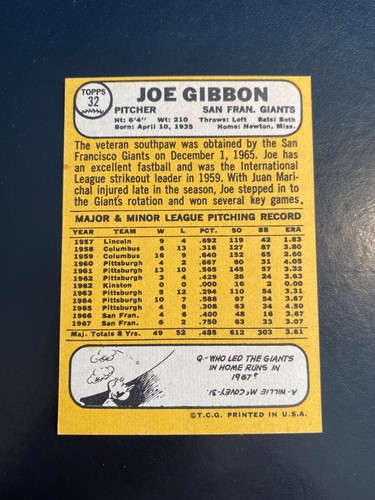 TOPPS
32
JOE GIBBON
PITCHER SAN FRAN. GIANTS
Ht: 6'4" Wt: 210 Throws: Left Bats: Both
Born: April 10, 1935 Home: Newton, Miss.
The veteran southpaw was obtained by the San
Francisco Giants on December 1, 1965. Joe has
an excellent fastball and was the International
League strikeout leader in 1959. With Juan Mari-
chal injured late in the season, Joe stepped in to
the Giant's rotation and won several key games.
MAJOR & MINOR LEAGUE PITCHING RECORD
YEAR TEAM W L PCT. SO BB ERA
1957 Lincoln 9 4 .692 119 42 1.83
1958 Columbus 6 13 .316 127 87 3.80
1959 Columbus 16 9 .640 152 65 2.60
1960 Pittsburgh 4 2 .667 60 31 4.05
1961 Pittsburgh 13 10 .565 145 57 3.32
1962 Pittsburgh 3 4 .429 26 24 3.63
1962 Kinston 0 0 .000 16 2 0.00
1963 Pittsburgh 5 12 .294 110 54 3.31
1964 Pittsburgh 10 7 .588 97 54 3.67
1965 Pittsburgh 4 9 .308 63 34 4.50
1966 San Fran. 4 6 .400 48 16 3.67
1967 San Fran. 6 2 .750 63 33 3.07
Maj. Totals 8 Yrs. 49 52 .485 612 303 3.61
Q.- WHO LED THE GIANTS
IN HOME RUNS IN
1967?
A.- WILLIE McCOVEY-31.
©T.C.G. PRINTED IN U.S.A.